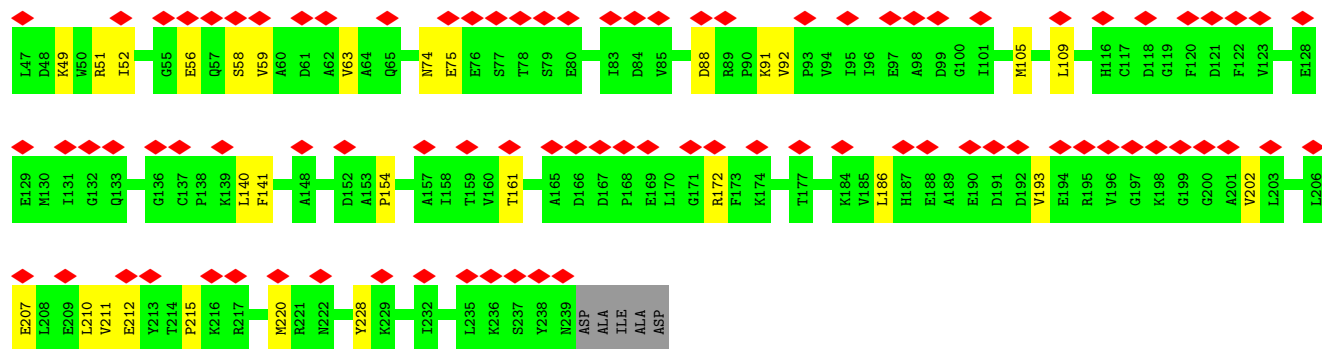 L47 D48 K49 W50 R51 I52 G55 E56 Q57 S58 V59 A60 D61 A62 V63 A64 Q65 N74 E75 E76 S77 T78 S79 E80 I83 D84 V85 D88 R89 P90 K91 V92 P93 V94 I95 I96 E97 A98 D99 G100 I101 M105 L109 H116 C117 D118 G119 F120 D121 F122 V123 E128
E129 M130 I131 G132 Q133 G136 C137 P138 K139 L140 F141 A148 D152 A153 P154 A157 I158 T159 V160 T161 A165 D166 D167 P168 E169 L170 G171 R172 F173 K174 T177 K184 V185 L186 H187 E188 A189 E190 D191 D192 V193 E194 R195 V196 G197 K198 G199 G200 A201 V202 L203 L206
E207 L208 E209 L210 V211 E212 Y213 T214 P215 K216 R217 M220 R221 N222 Y228 K229 I232 L235 K236 S237 Y238 N239 ASP ALA ILE ALA ASP